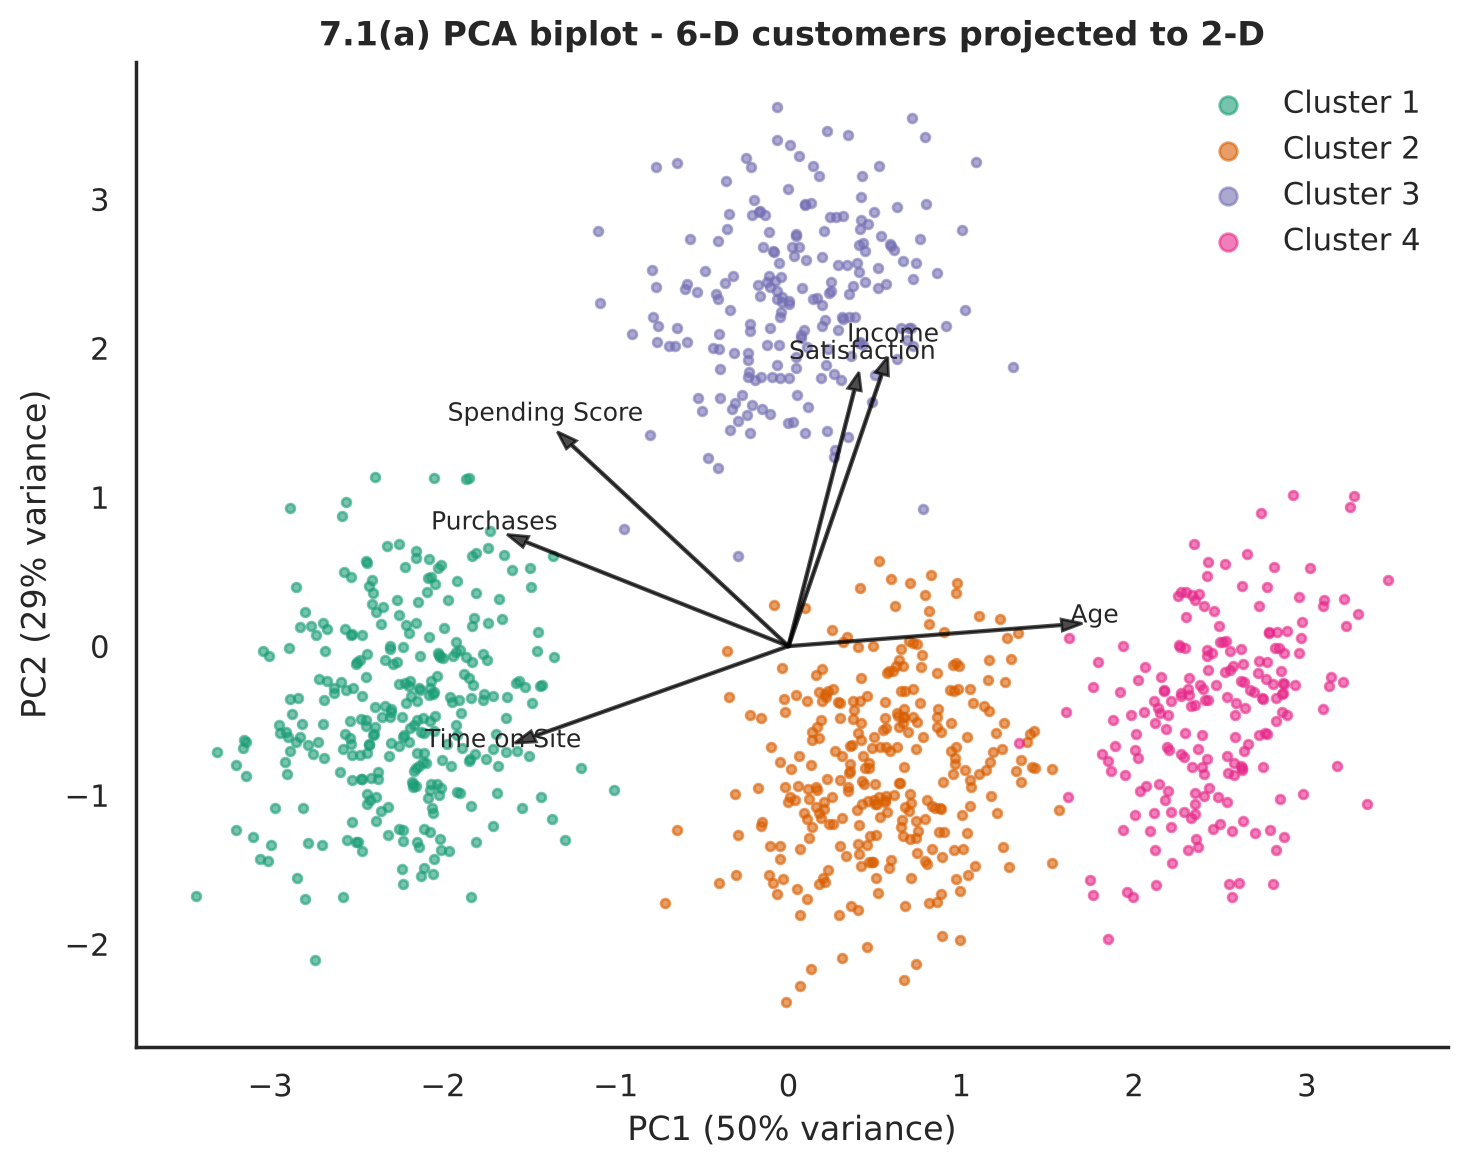 7.1(a) PCA biplot - 6-D customers projected to 2-D
Cluster 1
Cluster 2
Cluster 3
Cluster 4
Income
Satisfaction
Spending Score
Purchases
Age
Time on Site
PC2 (29% variance)
3
2
1
0
−1
−2
−3
−2
−1
0
1
2
3
PC1 (50% variance)